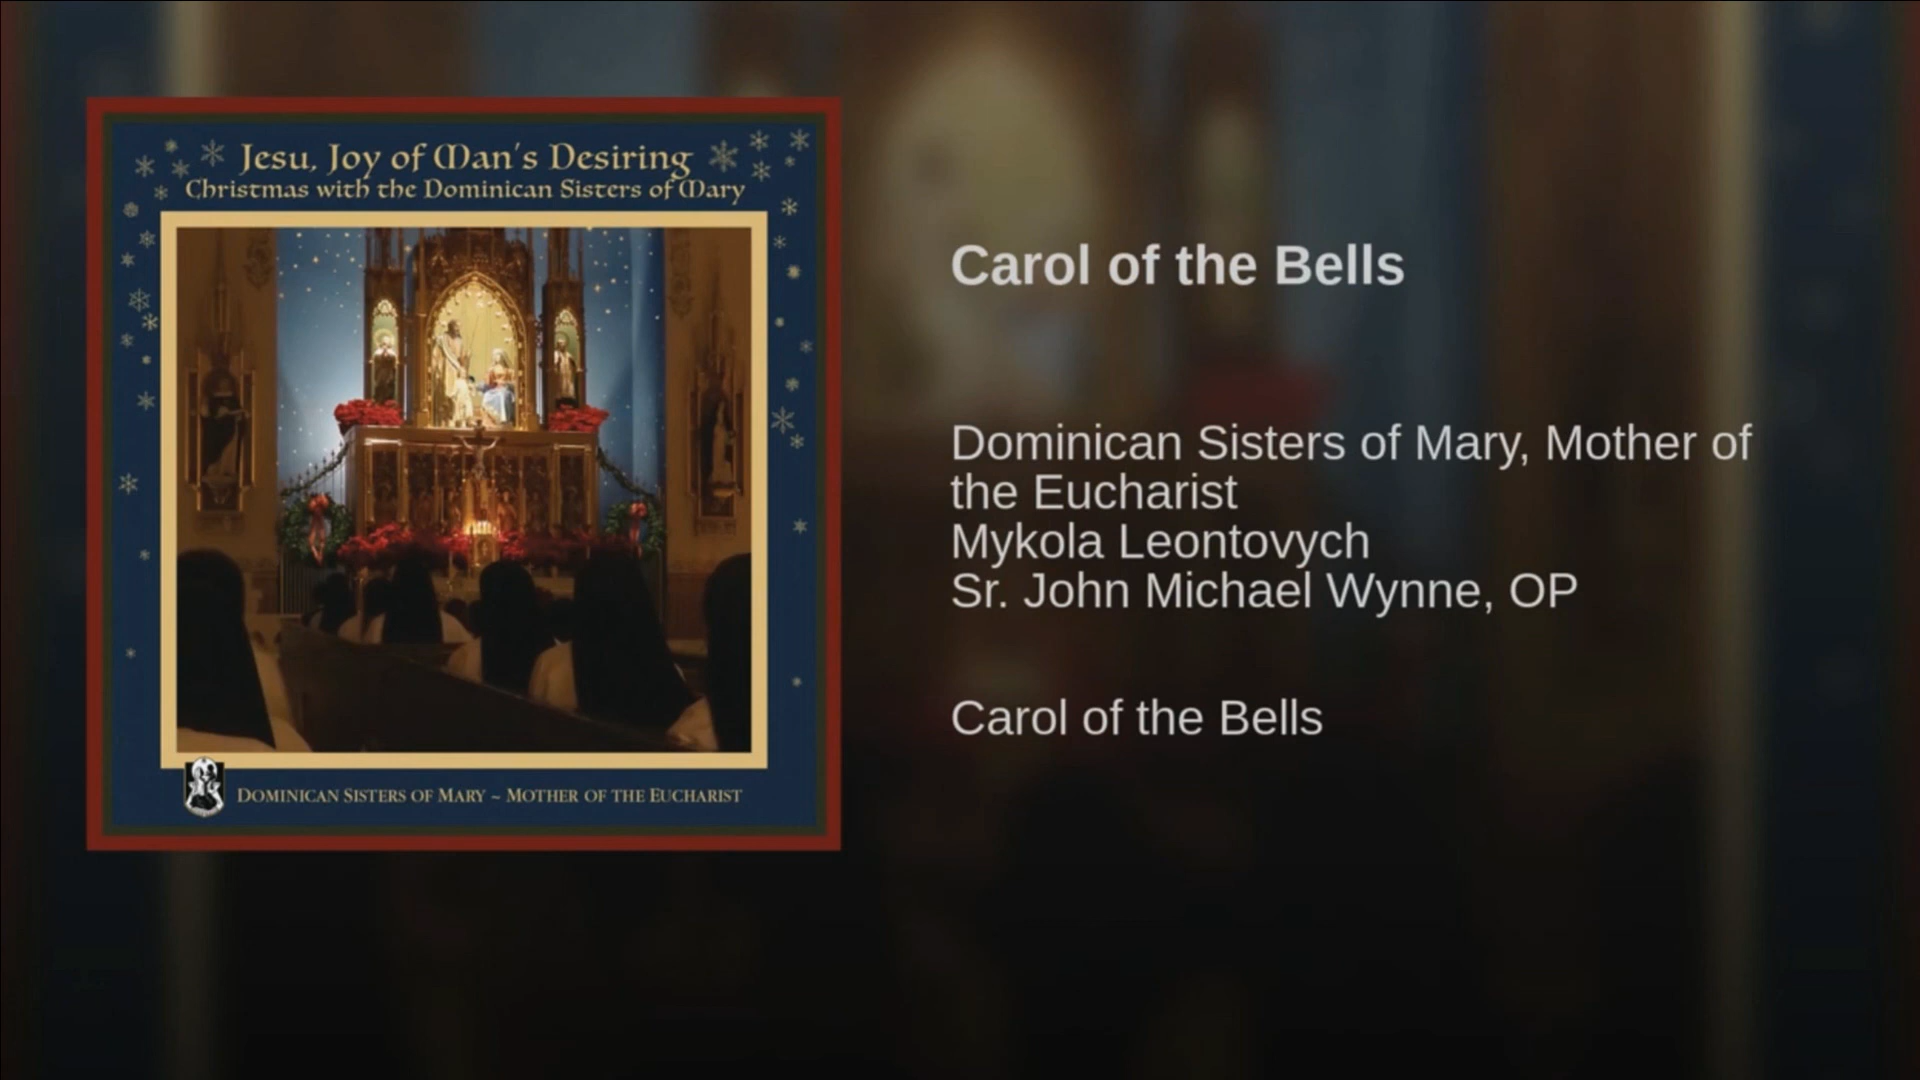 Jesu, Joy of Man's Desiring
Christmas with the Dominican Sisters of Mary
DOMINICAN SISTERS OF MARY ~ MOTHER OF THE EUCHARIST
Carol of the Bells
Dominican Sisters of Mary, Mother of
the Eucharist
Mykola Leontovych
Sr. John Michael Wynne, OP
Carol of the Bells